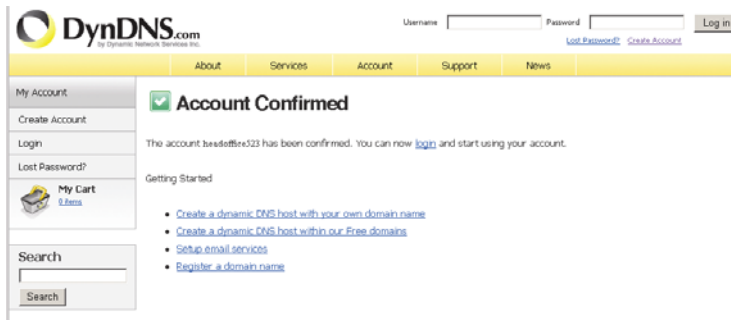 DynDNS.com
by Dynamic Network Services Inc.
Username Password Log in
Lost Password? Create Account
About Services Account Support News
My Account
Create Account
Login
Lost Password?
My Cart
0 items
Search
Search
Account Confirmed
The account headoffice523 has been confirmed. You can now login and start using your account.
Getting Started
Create a dynamic DNS host with your own domain name
Create a dynamic DNS host within our Free domains
Setup email services
Register a domain name